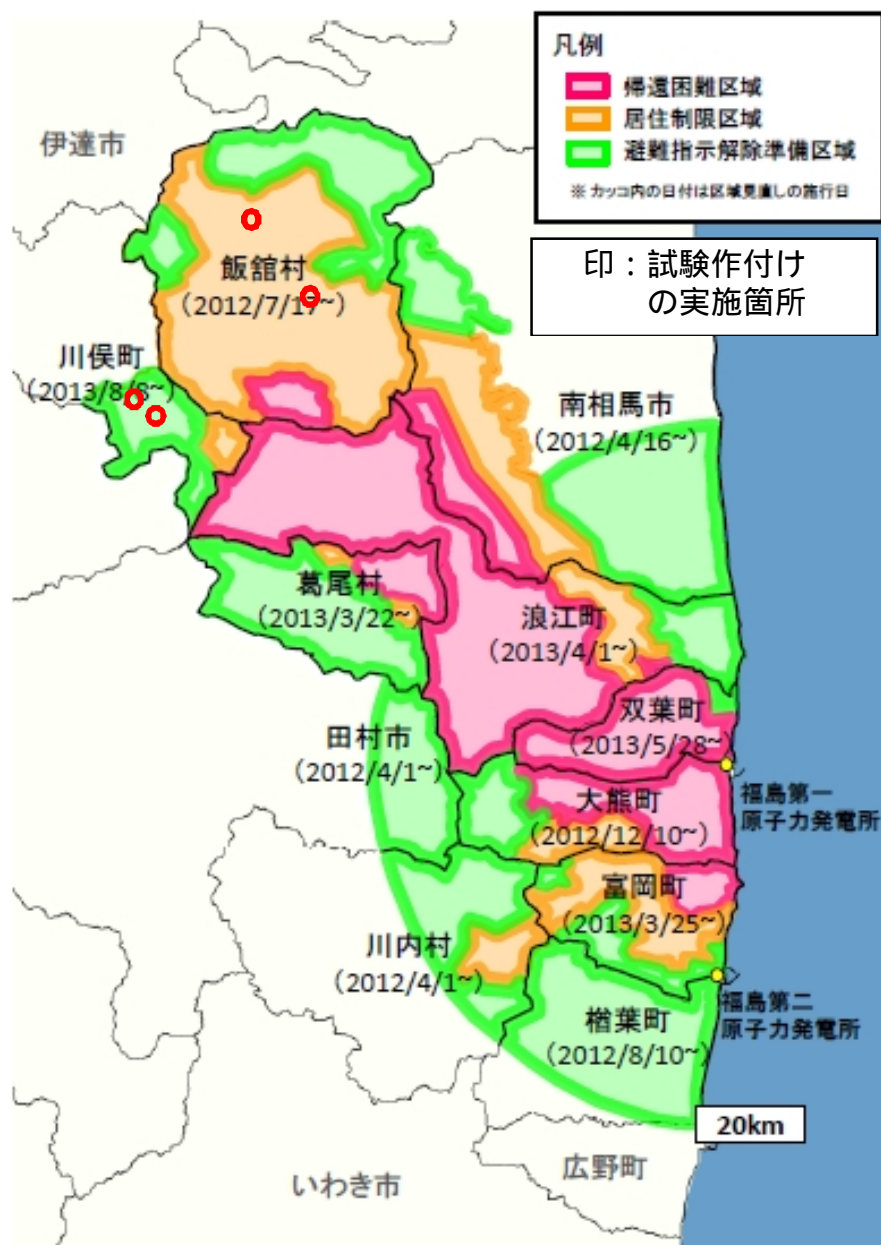 凡例
帰還困難区域
居住制限区域
避難指示解除準備区域
※ カッコ内の日付は区域見直しの施行日
印：試験作付け
の実施箇所
伊達市
飯舘村
（2012/7/17~）
川俣町
（2013/8/8~）
南相馬市
（2012/4/16~）
葛尾村
（2013/3/22~）
浪江町
（2013/4/1~）
双葉町
（2013/5/28~）
田村市
（2012/4/1~）
大熊町
（2012/12/10~）
福島第一
原子力発電所
富岡町
（2013/3/25~）
川内村
（2012/4/1~）
福島第二
原子力発電所
楢葉町
（2012/8/10~）
20km
広野町
いわき市